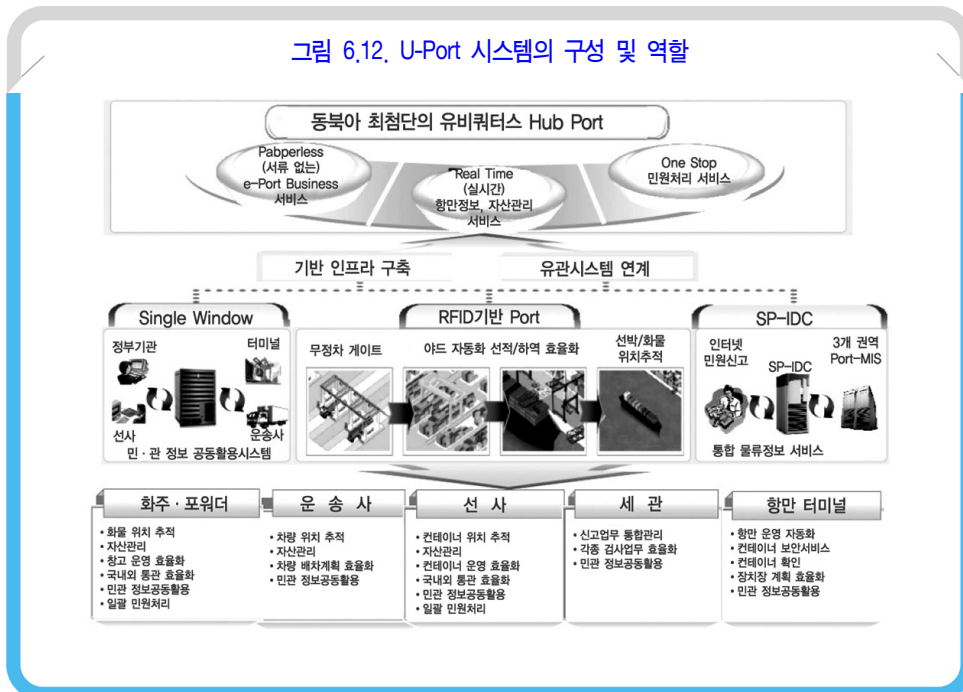 그림 6.12. U-Port 시스템의 구성 및 역할
동북아 최첨단의 유비쿼터스 Hub Port
Pabperless
(서류 없는)
e-Port Business
서비스
Real Time
(실시간)
항만정보, 자산관리
서비스
One Stop
민원처리 서비스
기반 인프라 구축
유관시스템 연계
Single Window
정부기관
터미널
선사
운송사
민·관 정보 공동활용시스템
RFID기반 Port
무정차 게이트
야드 자동화 선적/하역 효율화
선박/화물
위치추적
SP-IDC
인터넷
민원신고
SP-IDC
3개 권역
Port-MIS
통합 물류정보 서비스
화주·포워더
• 화물 위치 추적
• 자산관리
• 창고 운영 효율화
• 국내외 통관 효율화
• 민관 정보공동활용
• 일괄 민원처리
운 송 사
• 차량 위치 추적
• 자산관리
• 차량 배차계획 효율화
• 민관 정보공동활용
선 사
• 컨테이너 위치 추적
• 자산관리
• 컨테이너 운영 효율화
• 국내외 통관 효율화
• 민관 정보공동활용
• 일괄 민원처리
세 관
• 신고업무 통합관리
• 각종 검사업무 효율화
• 민관 정보공동활용
항만 터미널
• 항만 운영 자동화
• 컨테이너 보안서비스
• 컨테이너 확인
• 장치장 계획 효율화
• 민관 정보공동활용